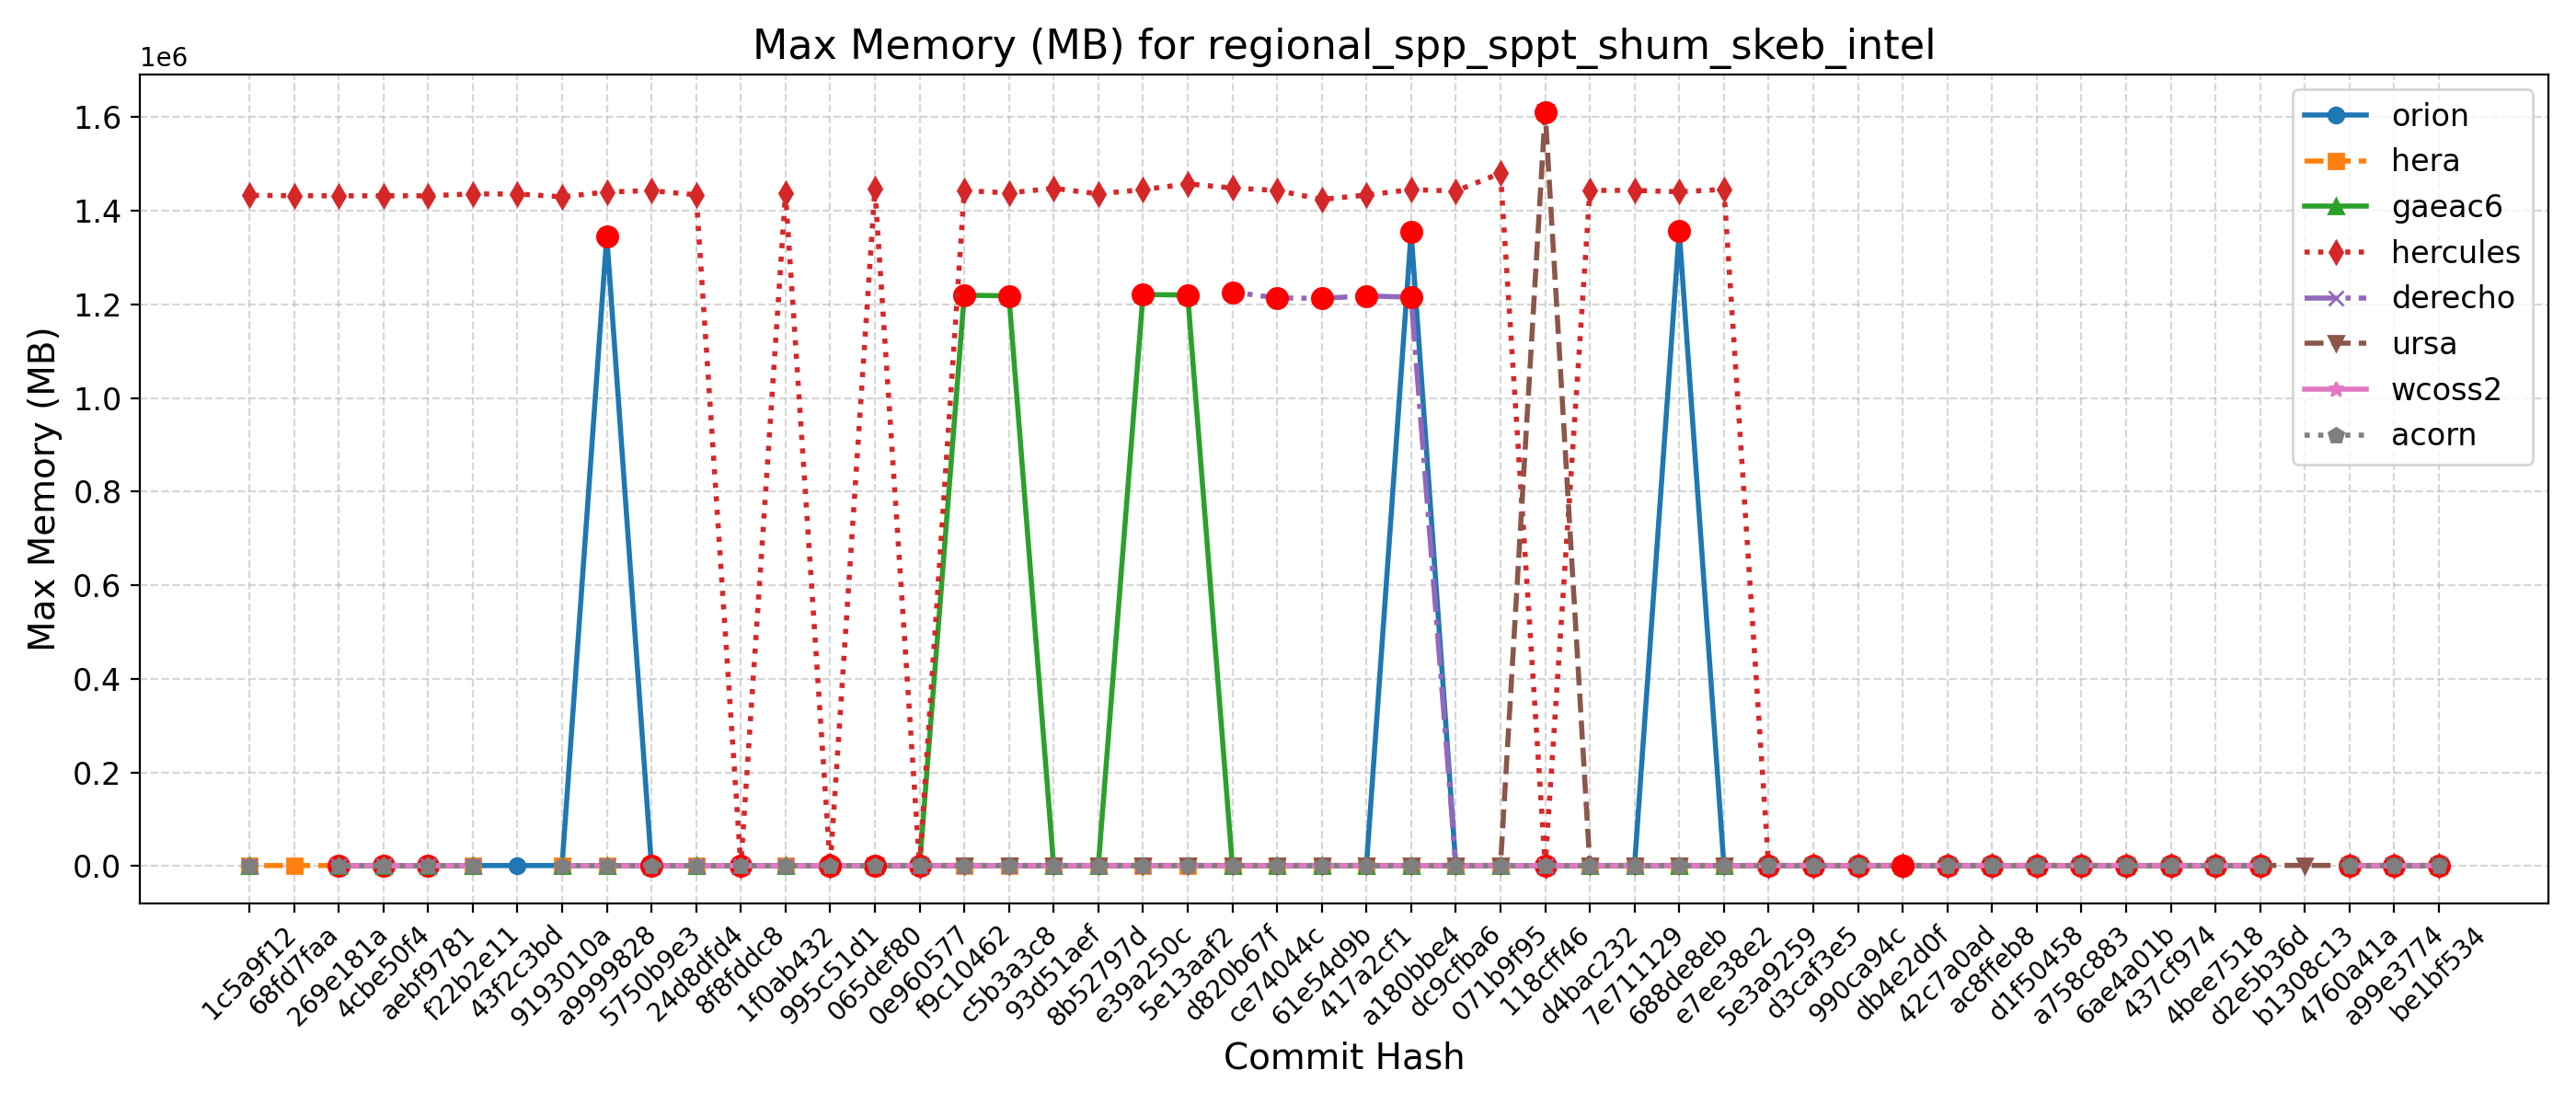 Max Memory (MB) for regional_spp_sppt_shum_skeb_intel
1e6
1.6
1.4
1.2
1.0
0.8
0.6
0.4
0.2
0.0
Max Memory (MB)
orion
hera
gaeac6
hercules
derecho
ursa
wcoss2
acorn
1c5a9f12
68fd7faa
269e181a
4cbe50f4
aebf9781
f22b2e11
43f2c3bd
9193010a
a9999828
5750b9e3
24d8dfd4
8f8fddc8
1f0ab432
995c51d1
065def80
0e960577
f9c10462
c5b3a3c8
93d51aef
8b52797d
e39a250c
5e13aaf2
d820b67f
ce74044c
61e54d9b
417a2cf1
a180bbe4
dc9cfba6
071b9f95
118cff46
d4bac232
7e711129
688de8eb
e7ee38e2
5e3a9259
d3caf3e5
990ca94c
db4e2d0f
42c7a0ad
ac8ffeb8
d1f50458
a758c883
6ae4a01b
437cf974
4bee7518
d2e5b36d
b1308c13
4760a41a
a99e3774
be1bf534
Commit Hash